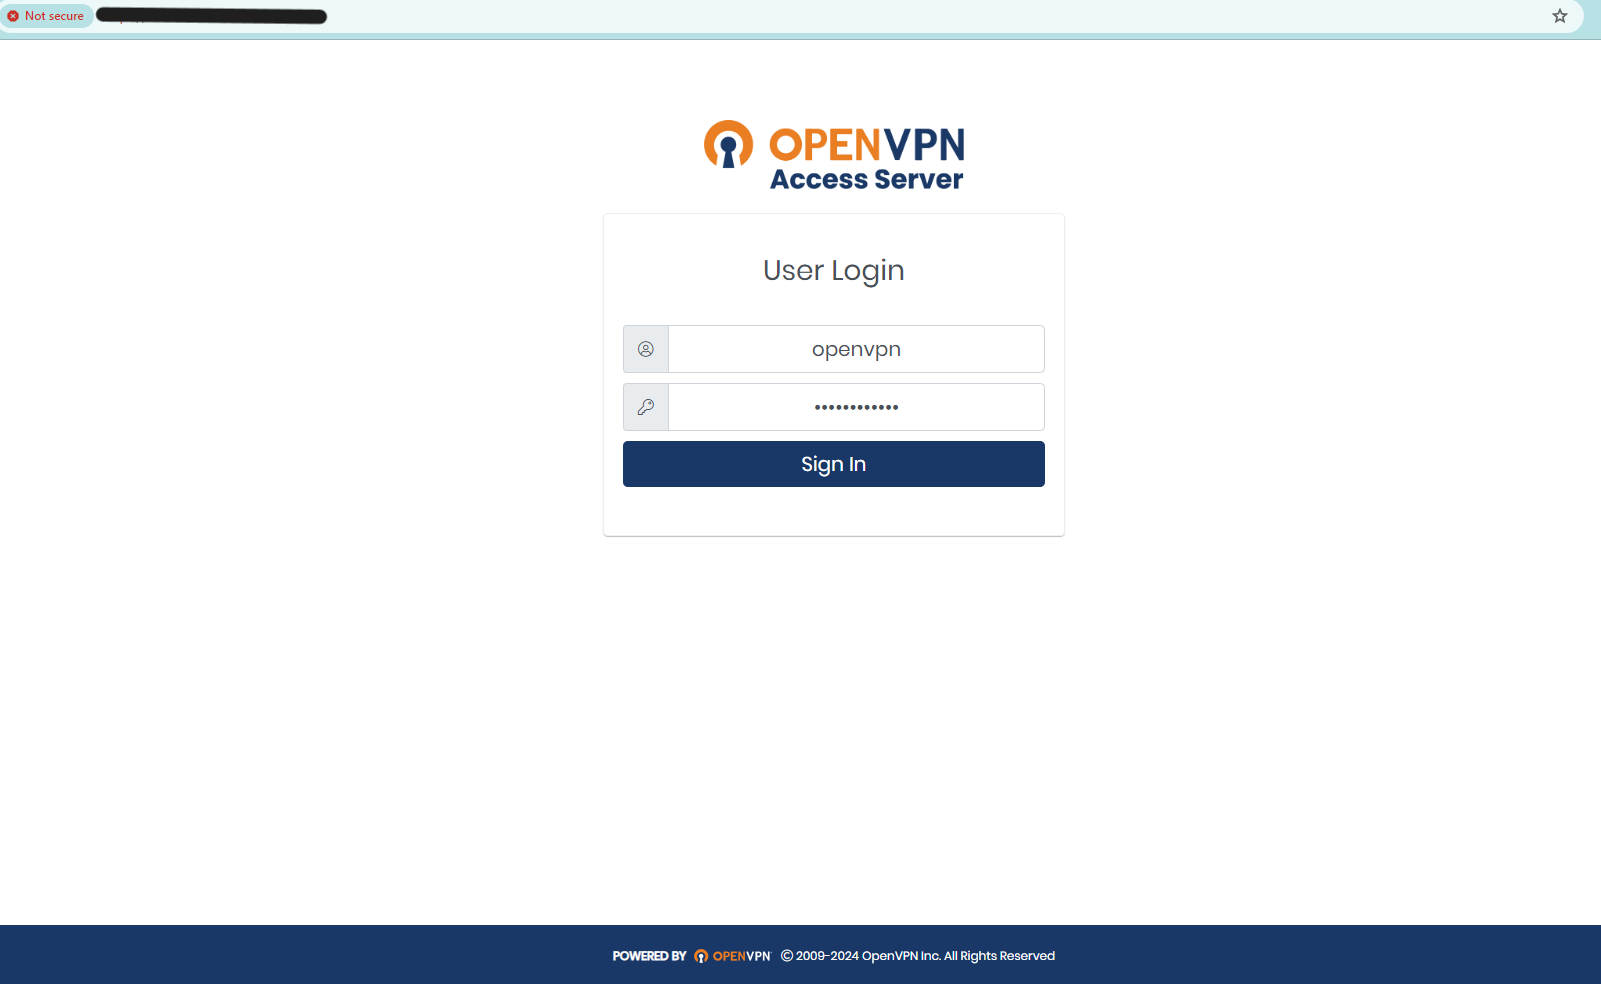 Not secure
OPENVPN
Access Server
User Login
openvpn
••••••••••••
Sign In
POWERED BY OPENVPN © 2009-2024 OpenVPN Inc. All Rights Reserved